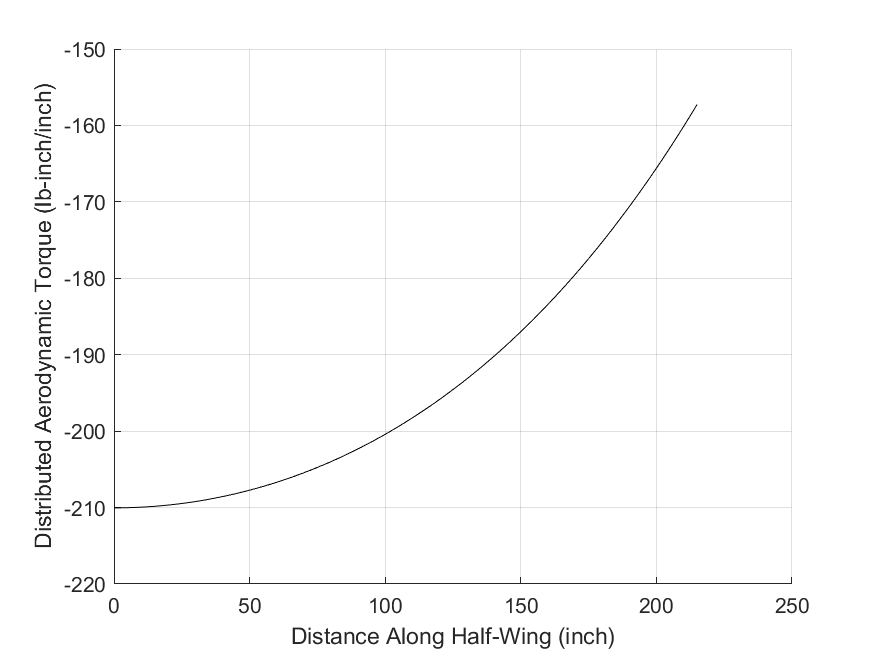 -150
-160
-170
-180
-190
-200
-210
-220
0 50 100 150 200 250
Distance Along Half-Wing (inch)
Distributed Aerodynamic Torque (lb-inch/inch)